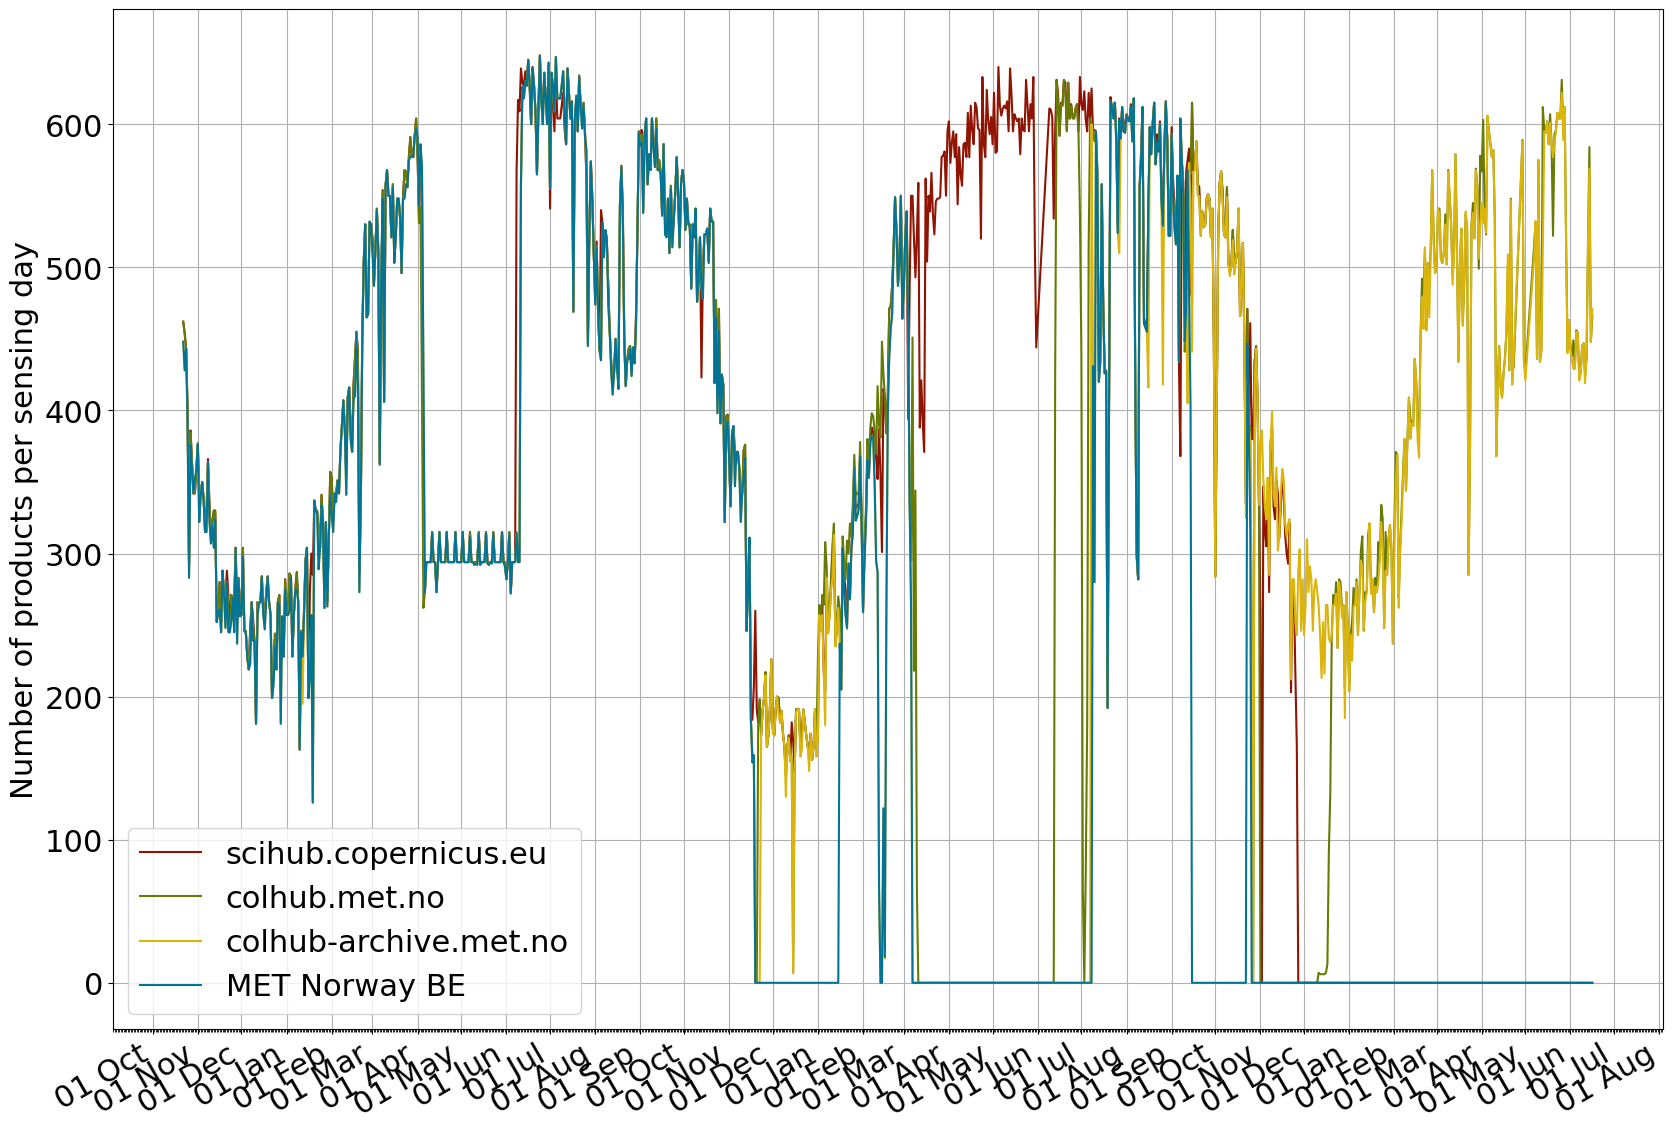 Number of products per sensing day
600
500
400
300
200
100
0
scihub.copernicus.eu
colhub.met.no
colhub-archive.met.no
MET Norway BE
01 Oct
01 Nov
01 Dec
01 Jan
01 Feb
01 Mar
01 Apr
01 May
01 Jun
01 Jul
01 Aug
01 Sep
01 Oct
01 Nov
01 Dec
01 Jan
01 Feb
01 Mar
01 Apr
01 May
01 Jun
01 Jul
01 Aug
01 Sep
01 Oct
01 Nov
01 Dec
01 Jan
01 Feb
01 Mar
01 Apr
01 May
01 Jun
01 Jul
01 Aug